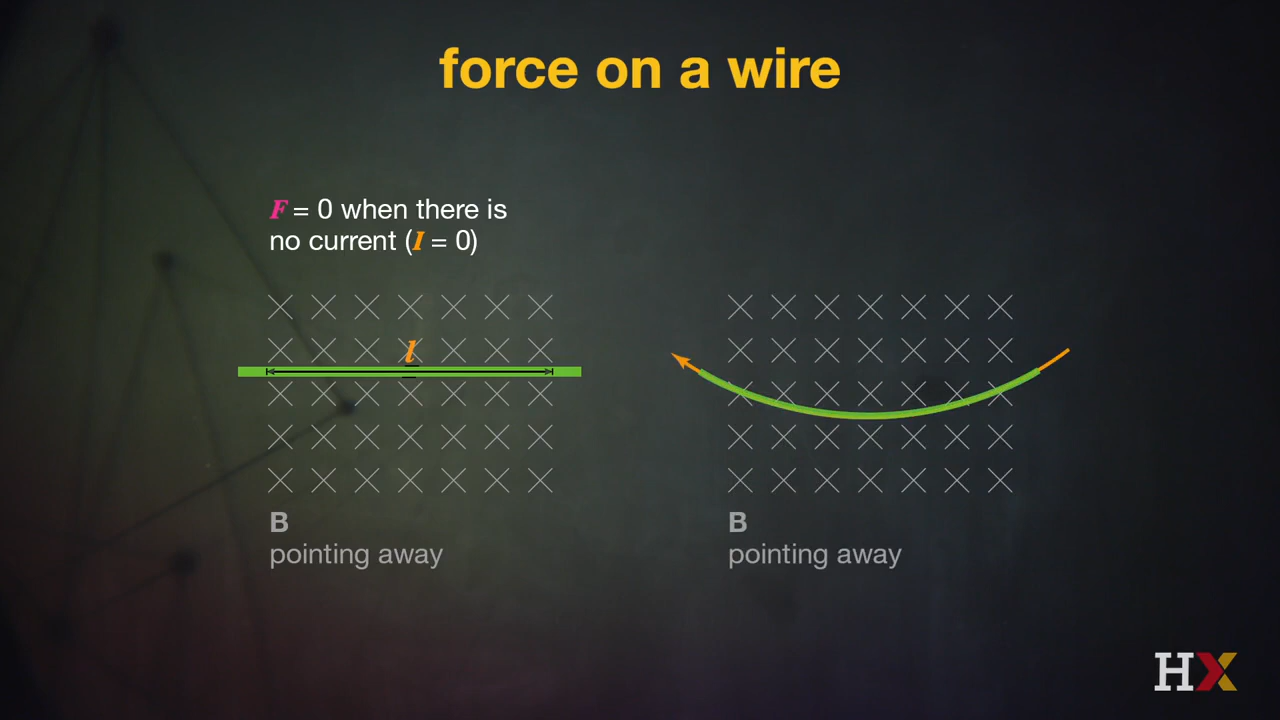 force on a wire
F = 0 when there is
no current (I = 0)
l
B
pointing away
B
pointing away
HX